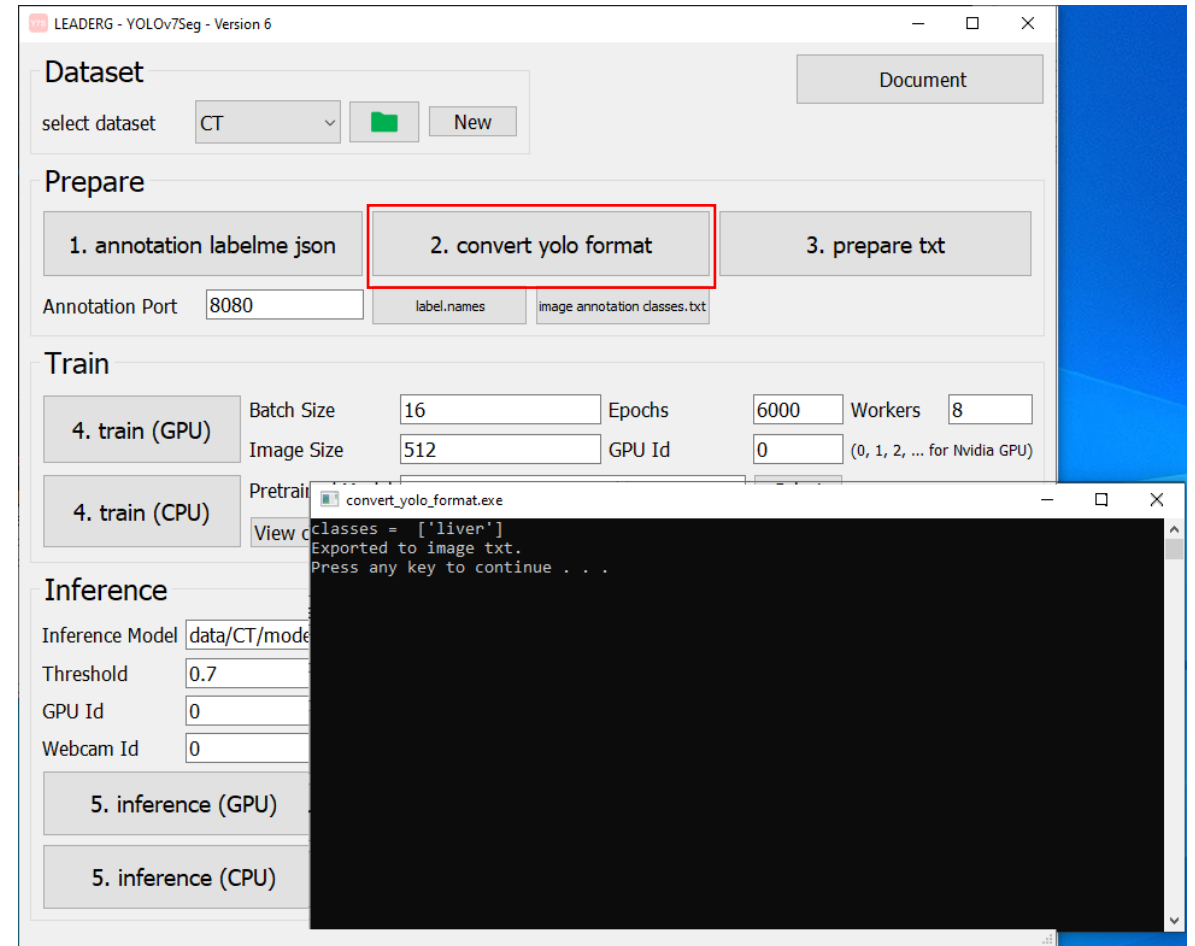 LEADERG - YOLOv7Seg - Version 6
Dataset
Document
select dataset CT New
Prepare
1. annotation labelme json 2. convert yolo format 3. prepare txt
Annotation Port 8080 label.names image annotation classes.txt
Train
4. train (GPU)
Batch Size 16 Epochs 6000 Workers 8
Image Size 512 GPU Id 0 (0, 1, 2, ... for Nvidia GPU)
4. train (CPU)
View
convert_yolo_format.exe
classes = ['liver']
Exported to image txt.
Press any key to continue . . .
Inference
Inference Model data/CT/mode
Threshold 0.7
GPU Id 0
Webcam Id 0
5. inference (GPU)
5. inference (CPU)